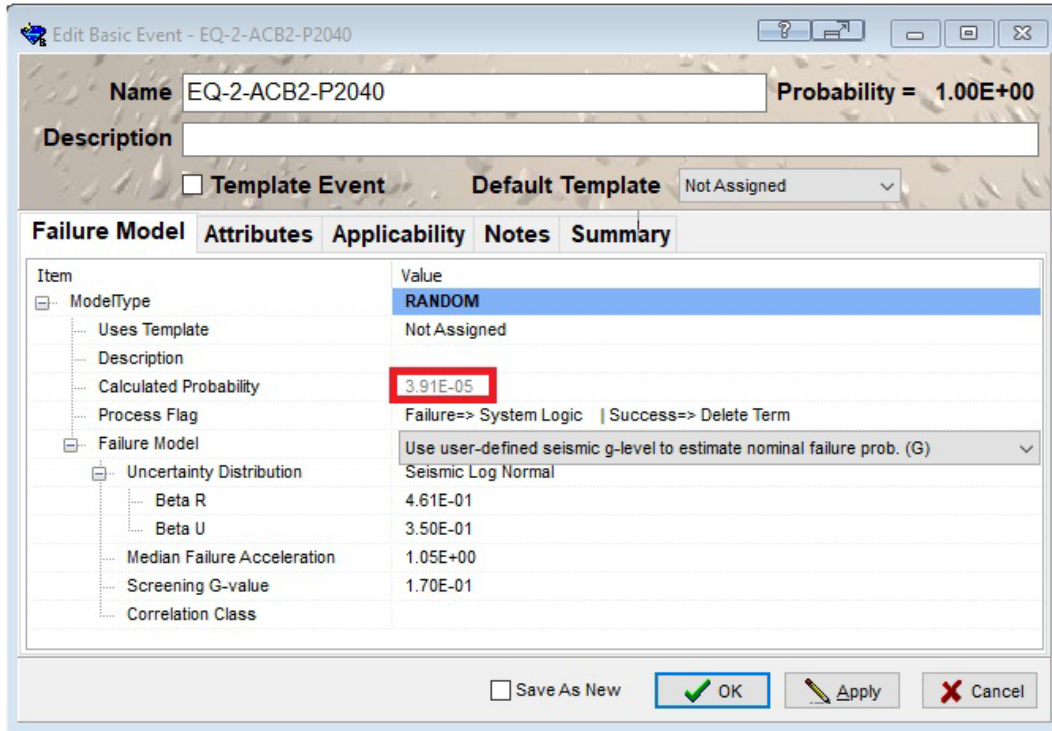 Edit Basic Event - EQ-2-ACB2-P2040
Name EQ-2-ACB2-P2040 Probability = 1.00E+00
Description
Template Event Default Template Not Assigned
Failure Model Attributes Applicability Notes Summary
Item Value
ModelType RANDOM
Uses Template Not Assigned
Description
Calculated Probability 3.91E-05
Process Flag Failure=> System Logic | Success=> Delete Term
Failure Model Use user-defined seismic g-level to estimate nominal failure prob. (G)
Uncertainty Distribution Seismic Log Normal
Beta R 4.61E-01
Beta U 3.50E-01
Median Failure Acceleration 1.05E+00
Screening G-value 1.70E-01
Correlation Class
Save As New OK Apply Cancel